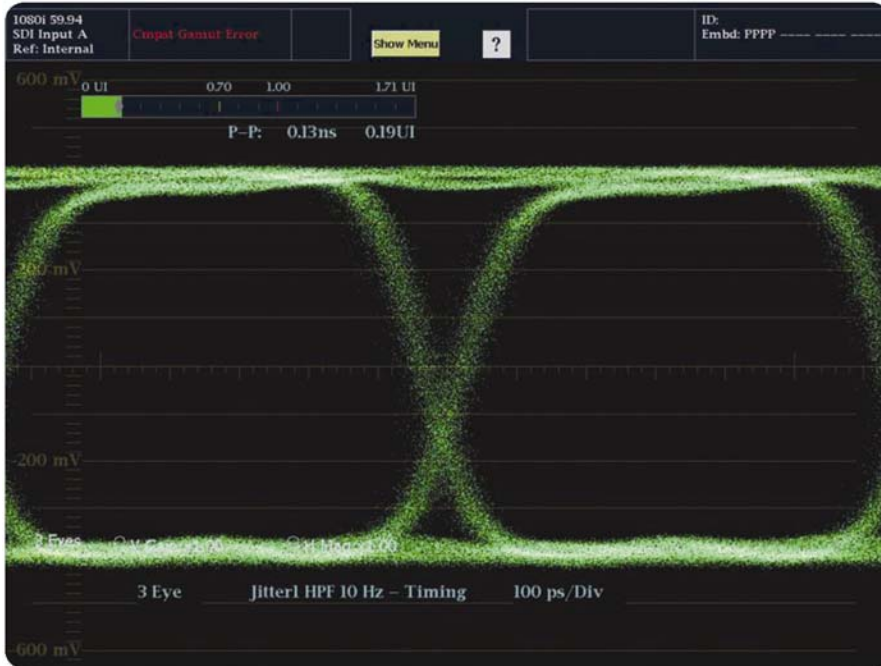 1080i 59.94
SDI Input A
Ref: Internal
Cmpst Gamut Error
Show Menu
?
ID:
Embd: PPPP ---- ---- ----
600 mV
0 UI 0.70 1.00 1.71 UI
P-P: 0.13ns 0.19UI
200 mV
-200 mV
Eyes
3 Eye Jitter1 HPF 10 Hz - Timing 100 ps/Div
-600 mV